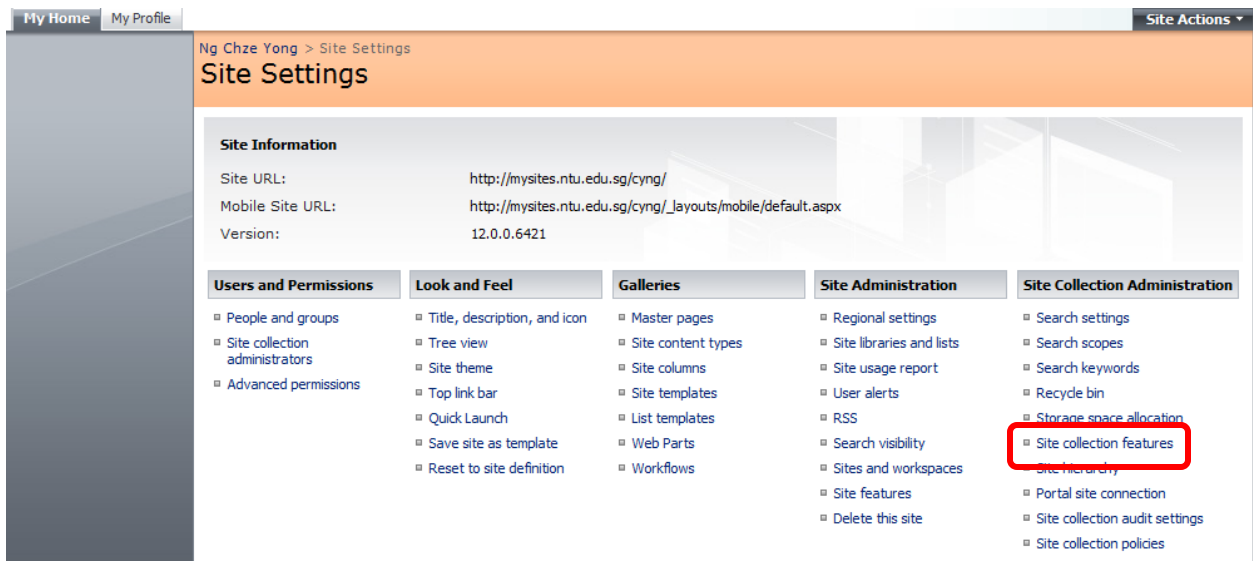 My Home My Profile Site Actions
Ng Chze Yong > Site Settings
Site Settings
Site Information
Site URL: http://mysites.ntu.edu.sg/cyng/
Mobile Site URL: http://mysites.ntu.edu.sg/cyng/_layouts/mobile/default.aspx
Version: 12.0.0.6421
Users and Permissions
People and groups
Site collection
administrators
Advanced permissions
Look and Feel
Title, description, and icon
Tree view
Site theme
Top link bar
Quick Launch
Save site as template
Reset to site definition
Galleries
Master pages
Site content types
Site columns
Site templates
List templates
Web Parts
Workflows
Site Administration
Regional settings
Site libraries and lists
Site usage report
User alerts
RSS
Search visibility
Sites and workspaces
Site features
Delete this site
Site Collection Administration
Search settings
Search scopes
Search keywords
Recycle bin
Storage space allocation
Site collection features
Site hierarchy
Portal site connection
Site collection audit settings
Site collection policies